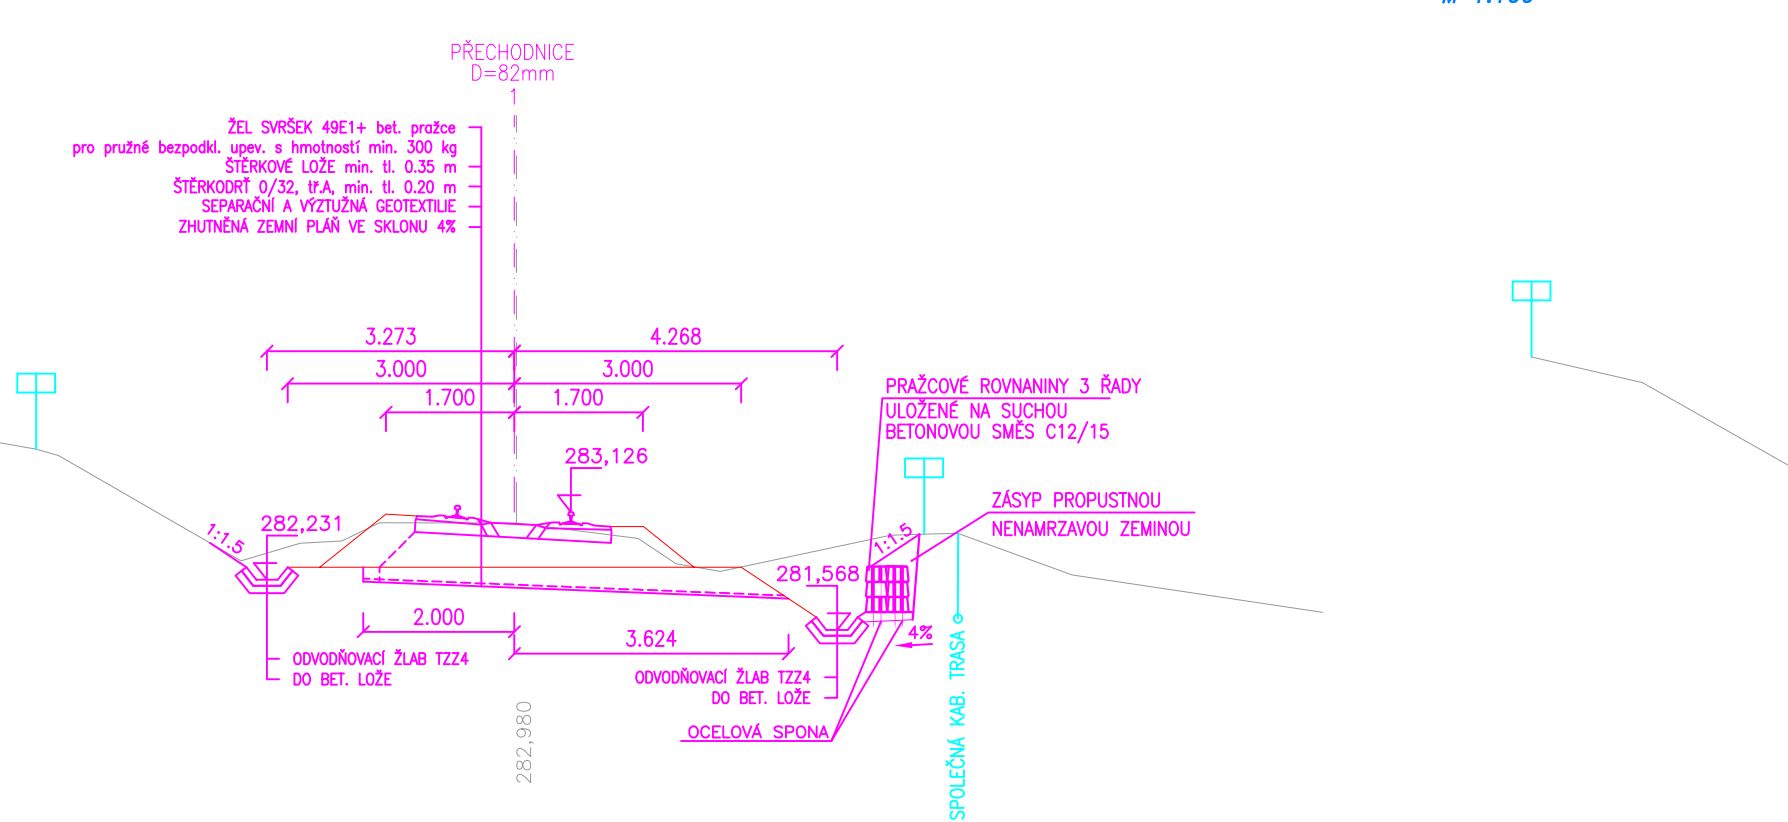 PŘECHODNICE
D=82mm
1
ŽEL SVRŠEK 49E1+ bet. pražce
pro pružné bezpodkl. upev. s hmotností min. 300 kg
ŠTĚRKOVÉ LOŽE min. tl. 0.35 m
ŠTĚRKODRŤ 0/32, tř.A, min. tl. 0.20 m
SEPARAČNÍ A VÝZTUŽNÁ GEOTEXTILIE
ZHUTNĚNÁ ZEMNÍ PLÁŇ VE SKLONU 4%
3.273
4.268
3.000
3.000
1.700
1.700
PRAŽCOVÉ ROVNANINY 3 ŘADY
ULOŽENÉ NA SUCHOU
BETONOVOU SMĚS C12/15
283,126
ZÁSYP PROPUSTNOU
NENAMRZAVOU ZEMINOU
1:1.5
282,231
1:1.5
281,568
2.000
3.624
4%
ODVODŇOVACÍ ŽLAB TZZ4
DO BET. LOŽE
ODVODŇOVACÍ ŽLAB TZZ4
DO BET. LOŽE
OCELOVÁ SPONA
282,980
SPOLEČNÁ KAB. TRASA